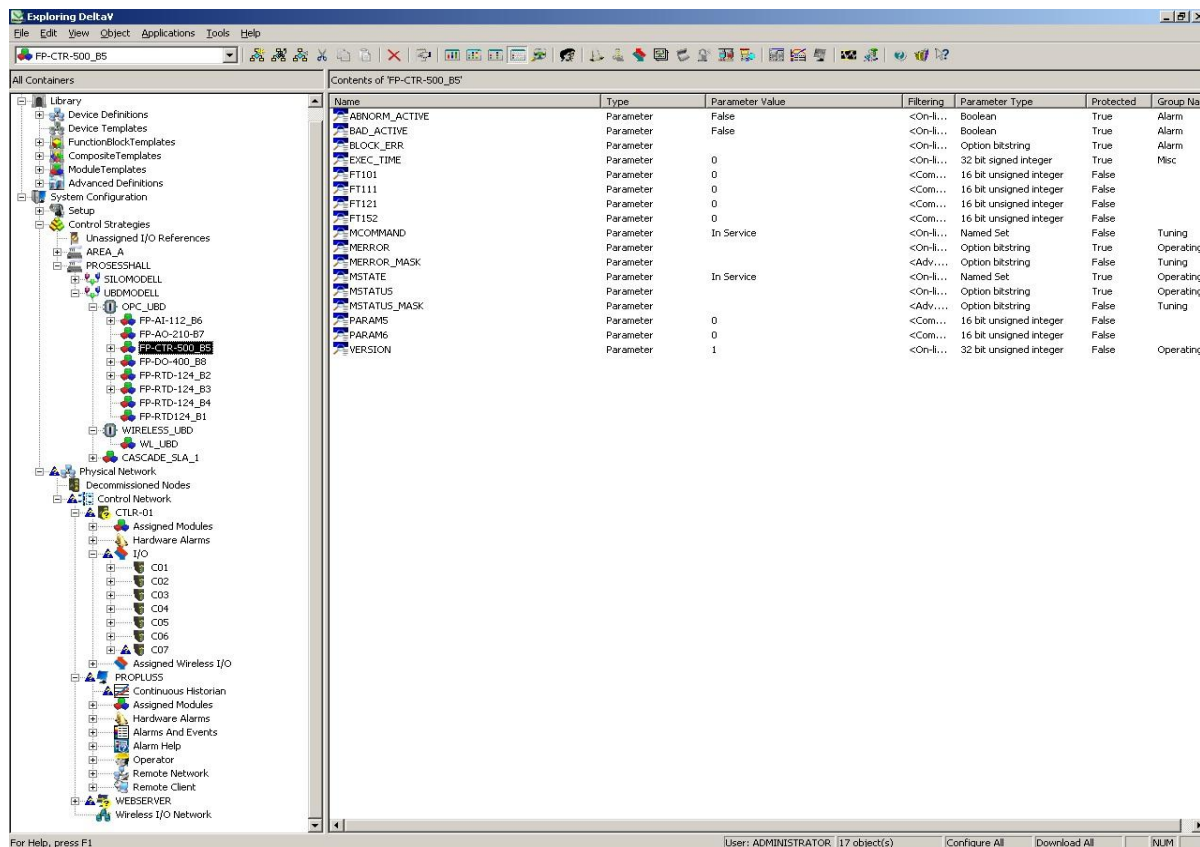 Exploring DeltaV
File Edit View Object Applications Tools Help
FP-CTR-500_B5
All Containers
Contents of 'FP-CTR-500_B5'
Library
Device Definitions
Device Templates
FunctionBlockTemplates
CompositeTemplates
ModuleTemplates
Advanced Definitions
System Configuration
Setup
Control Strategies
Unassigned I/O References
AREA_A
PROSESSHALL
SILOMODELL
UBDMODELL
OPC_UBD
FP-AI-112_B6
FP-AO-210-B7
FP-CTR-500_B5
FP-DO-400_B8
FP-RTD-124_B2
FP-RTD-124_B3
FP-RTD-124_B4
FP-RTD124_B1
WIRELESS_UBD
WL_UBD
CASCADE_SLA_1
Physical Network
Decommissioned Nodes
Control Network
CTLR-01
Assigned Modules
Hardware Alarms
I/O
C01
C02
C03
C04
C05
C06
C07
Assigned Wireless I/O
PROPLUSS
Continuous Historian
Assigned Modules
Hardware Alarms
Alarms And Events
Alarm Help
Operator
Remote Network
Remote Client
WEBSERVER
Wireless I/O Network
Name Type Parameter Value Filtering Parameter Type Protected Group Na
ABNORM_ACTIVE Parameter False <On-li... Boolean True Alarm
BAD_ACTIVE Parameter False <On-li... Boolean True Alarm
BLOCK_ERR Parameter <On-li... Option bitstring True Alarm
EXEC_TIME Parameter 0 <On-li... 32 bit signed integer True Misc
FT101 Parameter 0 <Com... 16 bit unsigned integer False
FT111 Parameter 0 <Com... 16 bit unsigned integer False
FT121 Parameter 0 <Com... 16 bit unsigned integer False
FT152 Parameter 0 <Com... 16 bit unsigned integer False
MCOMMAND Parameter In Service <On-li... Named Set False Tuning
MERROR Parameter <On-li... Option bitstring True Operating
MERROR_MASK Parameter <Adv.... Option bitstring False Tuning
MSTATE Parameter In Service <On-li... Named Set True Operating
MSTATUS Parameter <On-li... Option bitstring True Operating
MSTATUS_MASK Parameter <Adv.... Option bitstring False Tuning
PARAM5 Parameter 0 <Com... 16 bit unsigned integer False
PARAM6 Parameter 0 <Com... 16 bit unsigned integer False
VERSION Parameter 1 <On-li... 32 bit unsigned integer False Operating
For Help, press F1
User: ADMINISTRATOR 17 object(s) Configure All Download All NUM